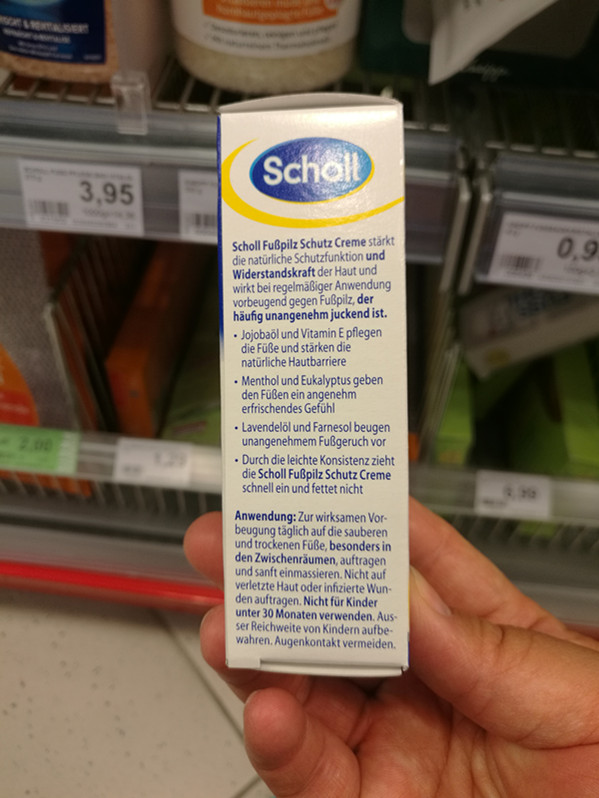 & REVITALISIERT
3,95
0,9
Scholl
Scholl Fußpilz Schutz Creme stärkt
die natürliche Schutzfunktion und
Widerstandskraft der Haut und
wirkt bei regelmäßiger Anwendung
vorbeugend gegen Fußpilz, der
häufig unangenehm juckend ist.
• Jojobaöl und Vitamin E pflegen
die Füße und stärken die
natürliche Hautbarriere
• Menthol und Eukalyptus geben
den Füßen ein angenehm
erfrischendes Gefühl
• Lavendelöl und Farnesol beugen
unangenehmem Fußgeruch vor
• Durch die leichte Konsistenz zieht
die Scholl Fußpilz Schutz Creme
schnell ein und fettet nicht
Anwendung: Zur wirksamen Vor-
beugung täglich auf die sauberen
und trockenen Füße, besonders in
den Zwischenräumen, auftragen
und sanft einmassieren. Nicht auf
verletzte Haut oder infizierte Wun-
den auftragen. Nicht für Kinder
unter 30 Monaten verwenden. Aus-
ser Reichweite von Kindern aufbe-
wahren. Augenkontakt vermeiden.